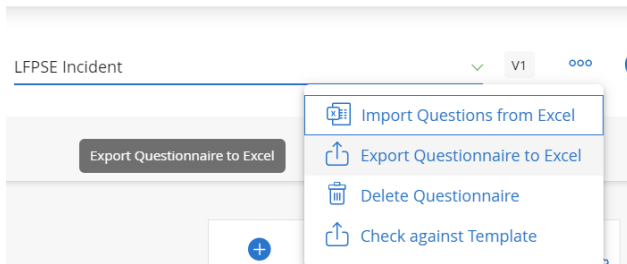 LFPSE Incident
V1
Import Questions from Excel
Export Questionnaire to Excel
Export Questionnaire to Excel
Delete Questionnaire
Check against Template